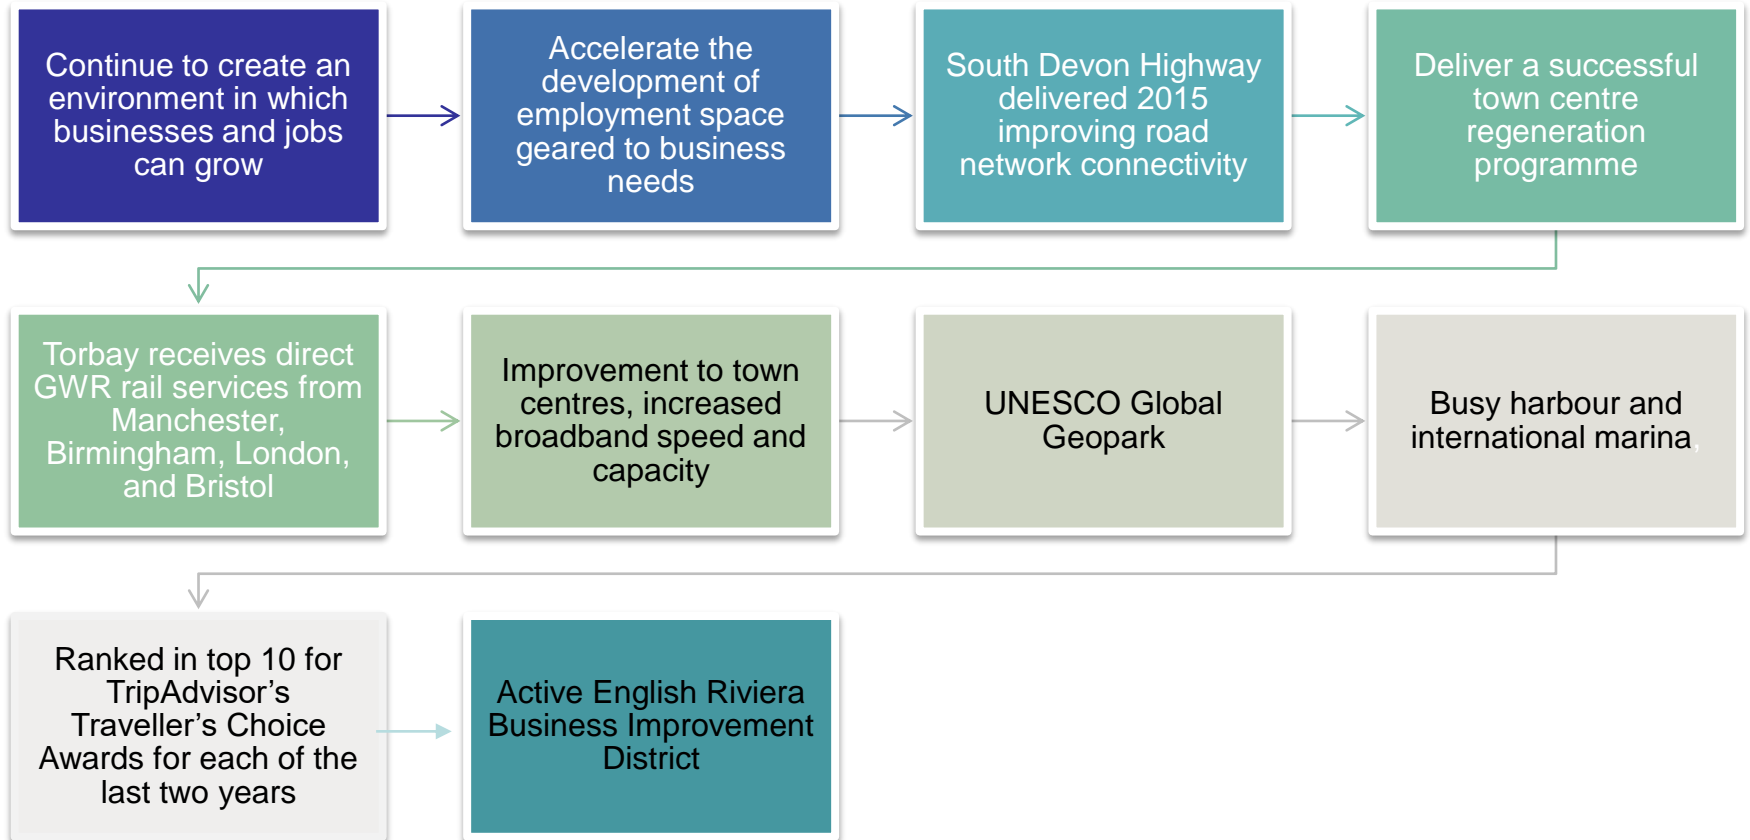 Continue to create an
environment in which
businesses and jobs
can grow
Accelerate the
development of
employment space
geared to business
needs
South Devon Highway
delivered 2015
improving road
network connectivity
Deliver a successful
town centre
regeneration
programme
Torbay receives direct
GWR rail services from
Manchester,
Birmingham, London,
and Bristol
Improvement to town
centres, increased
broadband speed and
capacity
UNESCO Global
Geopark
Busy harbour and
international marina,
Ranked in top 10 for
TripAdvisor’s
Traveller’s Choice
Awards for each of the
last two years
Active English Riviera
Business Improvement
District